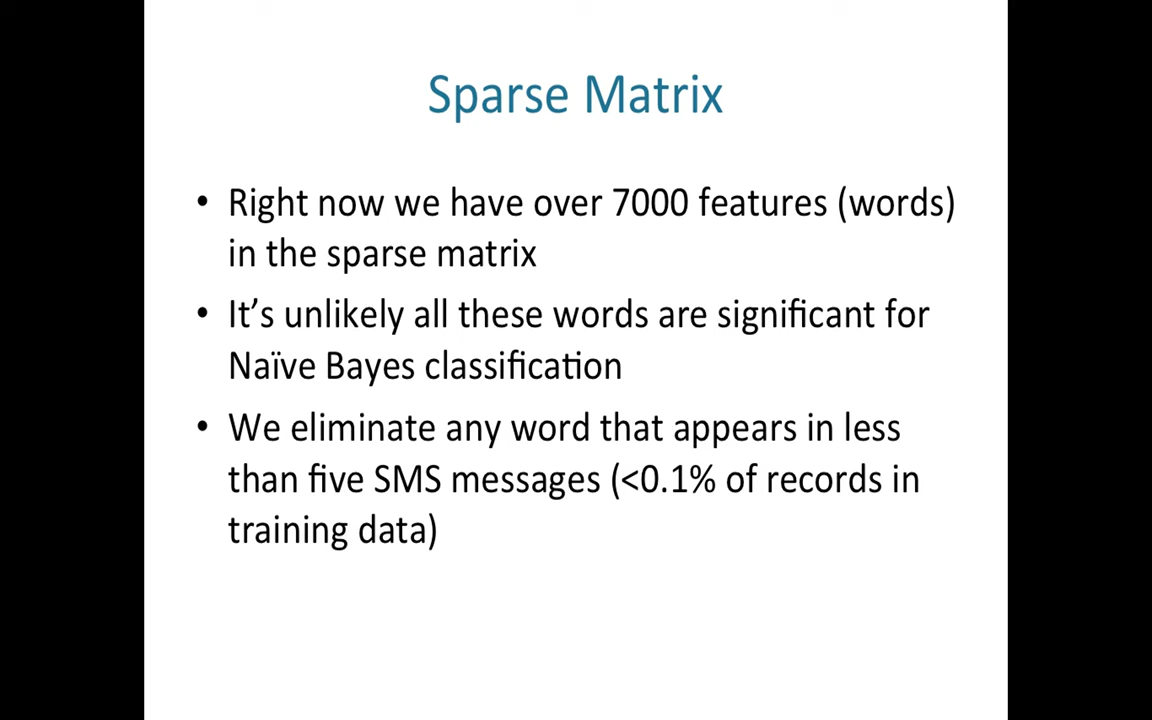 Sparse Matrix
• Right now we have over 7000 features (words)
in the sparse matrix
• It’s unlikely all these words are significant for
Naïve Bayes classification
• We eliminate any word that appears in less
than five SMS messages (<0.1% of records in
training data)